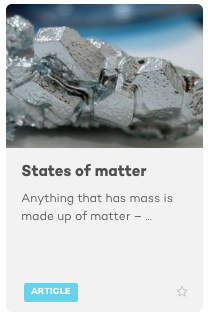 States of matter
Anything that has mass is
made up of matter – ...
ARTICLE